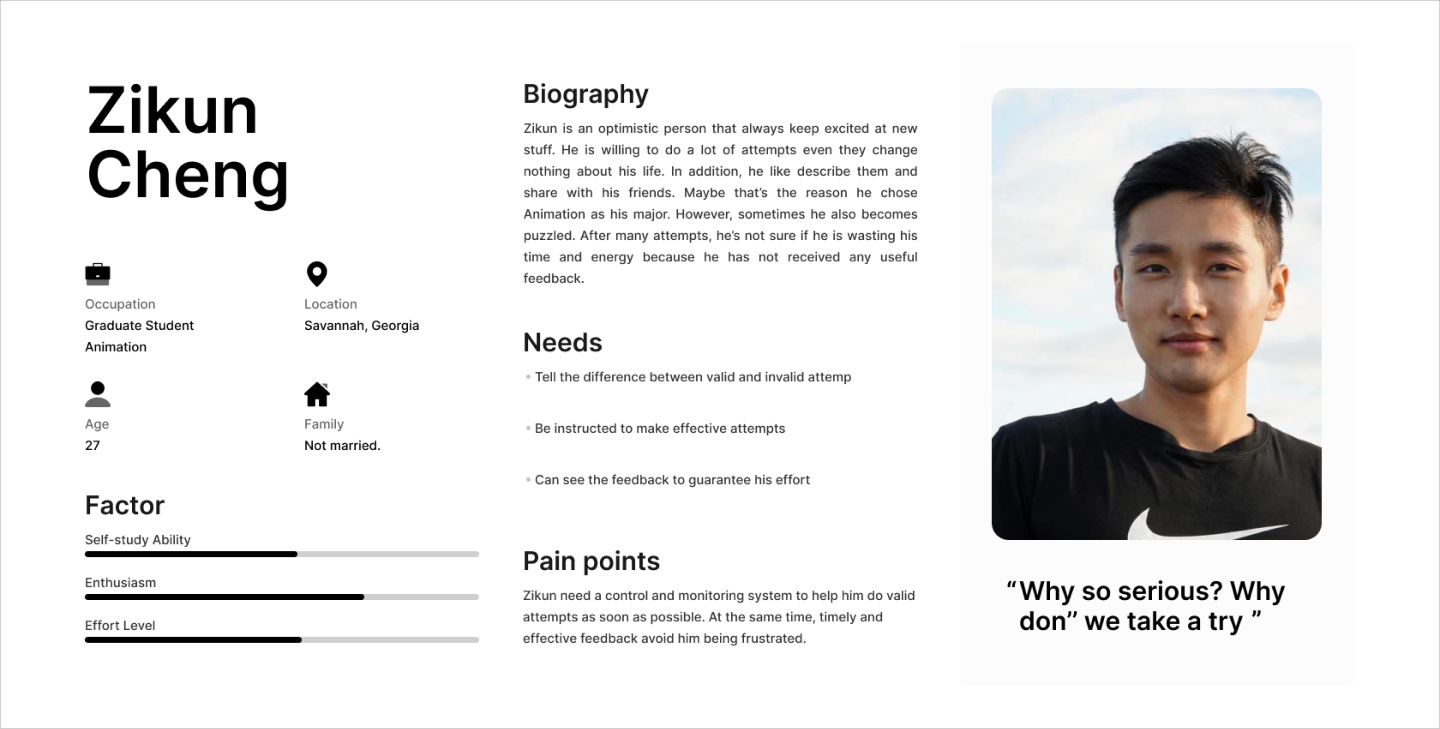 Zikun
Cheng
Occupation
Graduate Student
Animation
Location
Savannah, Georgia
Age
27
Family
Not married.
Factor
Self-study Ability
Enthusiasm
Effort Level
Biography
Zikun is an optimistic person that always keep excited at new
stuff. He is willing to do a lot of attempts even they change
nothing about his life. In addition, he like describe them and
share with his friends. Maybe that’s the reason he chose
Animation as his major. However, sometimes he also becomes
puzzled. After many attempts, he’s not sure if he is wasting his
time and energy because he has not received any useful
feedback.
Needs
• Tell the difference between valid and invalid attemp
• Be instructed to make effective attempts
• Can see the feedback to guarantee his effort
Pain points
Zikun need a control and monitoring system to help him do valid
attempts as soon as possible. At the same time, timely and
effective feedback avoid him being frustrated.
“Why so serious? Why
don” we take a try ”